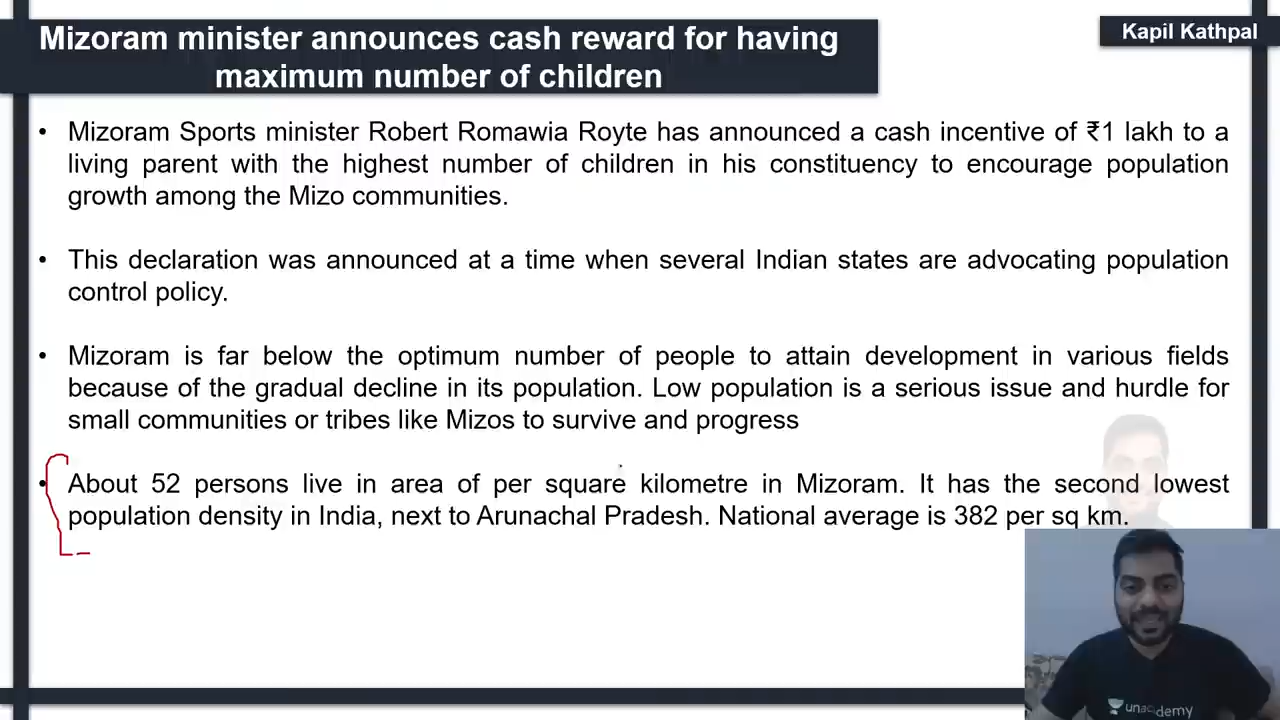 Mizoram minister announces cash reward for having
maximum number of children
Kapil Kathpal
• Mizoram Sports minister Robert Romawia Royte has announced a cash incentive of ₹1 lakh to a
living parent with the highest number of children in his constituency to encourage population
growth among the Mizo communities.
• This declaration was announced at a time when several Indian states are advocating population
control policy.
• Mizoram is far below the optimum number of people to attain development in various fields
because of the gradual decline in its population. Low population is a serious issue and hurdle for
small communities or tribes like Mizos to survive and progress
• About 52 persons live in area of per square kilometre in Mizoram. It has the second lowest
population density in India, next to Arunachal Pradesh. National average is 382 per sq km.
unacademy